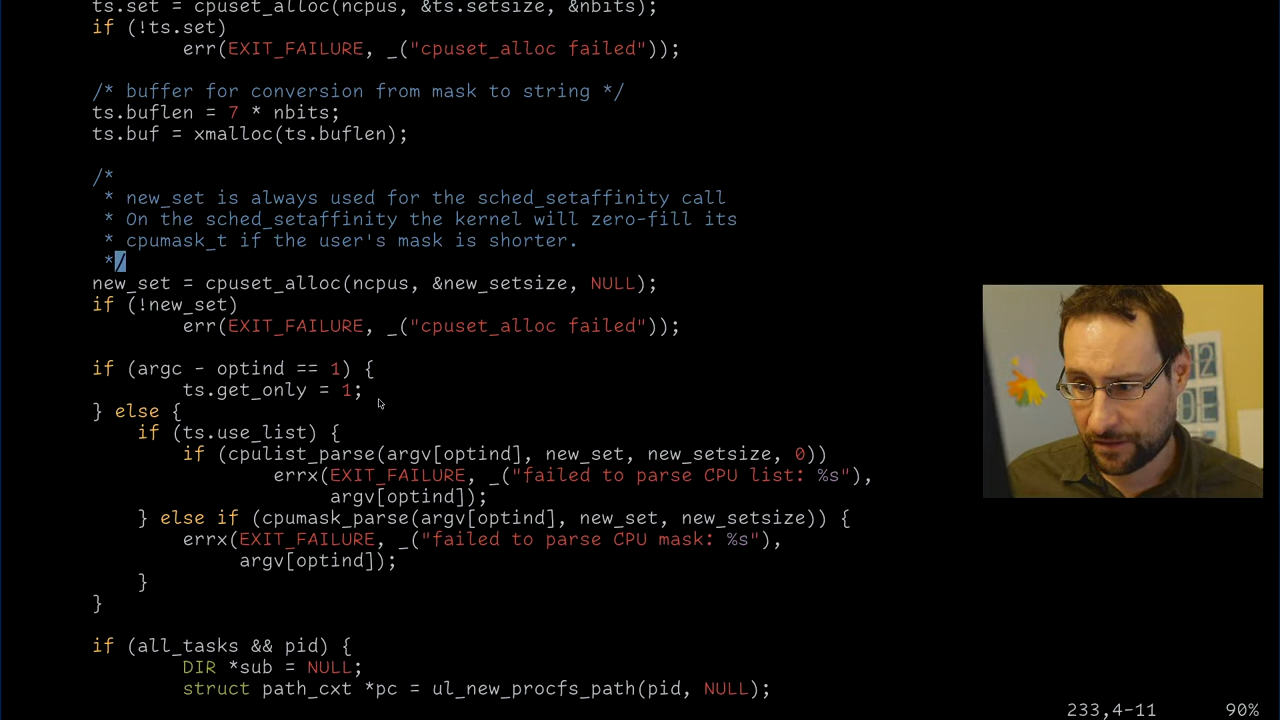 ts.set = cpuset_alloc(ncpus, &ts.setsize, &nbits);
if (!ts.set)
err(EXIT_FAILURE, _("cpuset_alloc failed"));
/* buffer for conversion from mask to string */
ts.buflen = 7 * nbits;
ts.buf = xmalloc(ts.buflen);
/*
* new_set is always used for the sched_setaffinity call
* On the sched_setaffinity the kernel will zero-fill its
* cpumask_t if the user's mask is shorter.
*/
new_set = cpuset_alloc(ncpus, &new_setsize, NULL);
if (!new_set)
err(EXIT_FAILURE, _("cpuset_alloc failed"));
if (argc - optind == 1) {
ts.get_only = 1;
} else {
if (ts.use_list) {
if (cpulist_parse(argv[optind], new_set, new_setsize, 0))
errx(EXIT_FAILURE, _("failed to parse CPU list: %s"),
argv[optind]);
} else if (cpumask_parse(argv[optind], new_set, new_setsize)) {
errx(EXIT_FAILURE, _("failed to parse CPU mask: %s"),
argv[optind]);
}
}
if (all_tasks && pid) {
DIR *sub = NULL;
struct path_cxt *pc = ul_new_procfs_path(pid, NULL);
233,4-11 90%